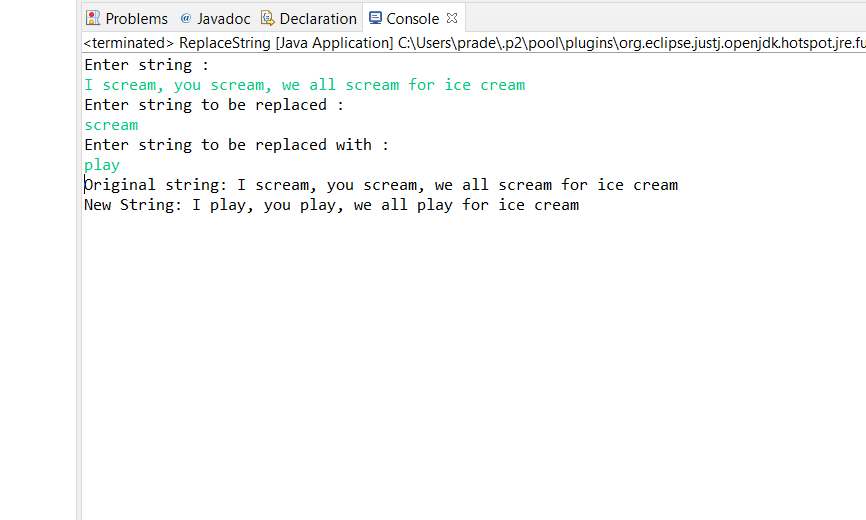 Problems @ Javadoc Declaration Console
<terminated> ReplaceString [Java Application] C:\Users\prade\.p2\pool\plugins\org.eclipse.justj.openjdk.hotspot.jre.fu
Enter string :
I scream, you scream, we all scream for ice cream
Enter string to be replaced :
scream
Enter string to be replaced with :
play
Original string: I scream, you scream, we all scream for ice cream
New String: I play, you play, we all play for ice cream